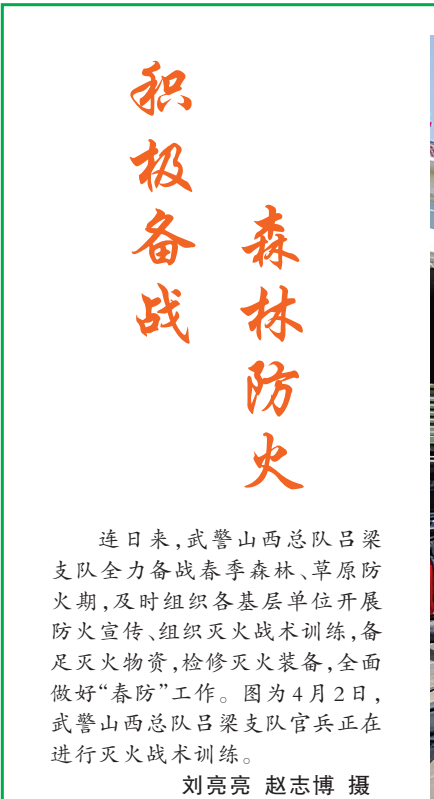 积极备战
森林防火
连日来,武警山西总队吕梁
支队全力备战春季森林、草原防
火期,及时组织各基层单位开展
防火宣传、组织灭火战术训练,备
足灭火物资,检修灭火装备,全面
做好“春防”工作。图为4月2日,
武警山西总队吕梁支队官兵正在
进行灭火战术训练。
刘亮亮 赵志博 摄